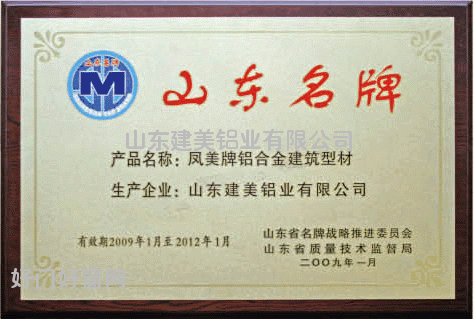 山东名牌
山东名牌
M
山东建美铝业有限公司
产品名称：凤美牌铝合金建筑型材
生产企业：山东建美铝业有限公司
有效期2009年1月至2012年1月
山东省名牌战略推进委员会
山东省质量技术监督局
二〇〇九年一月